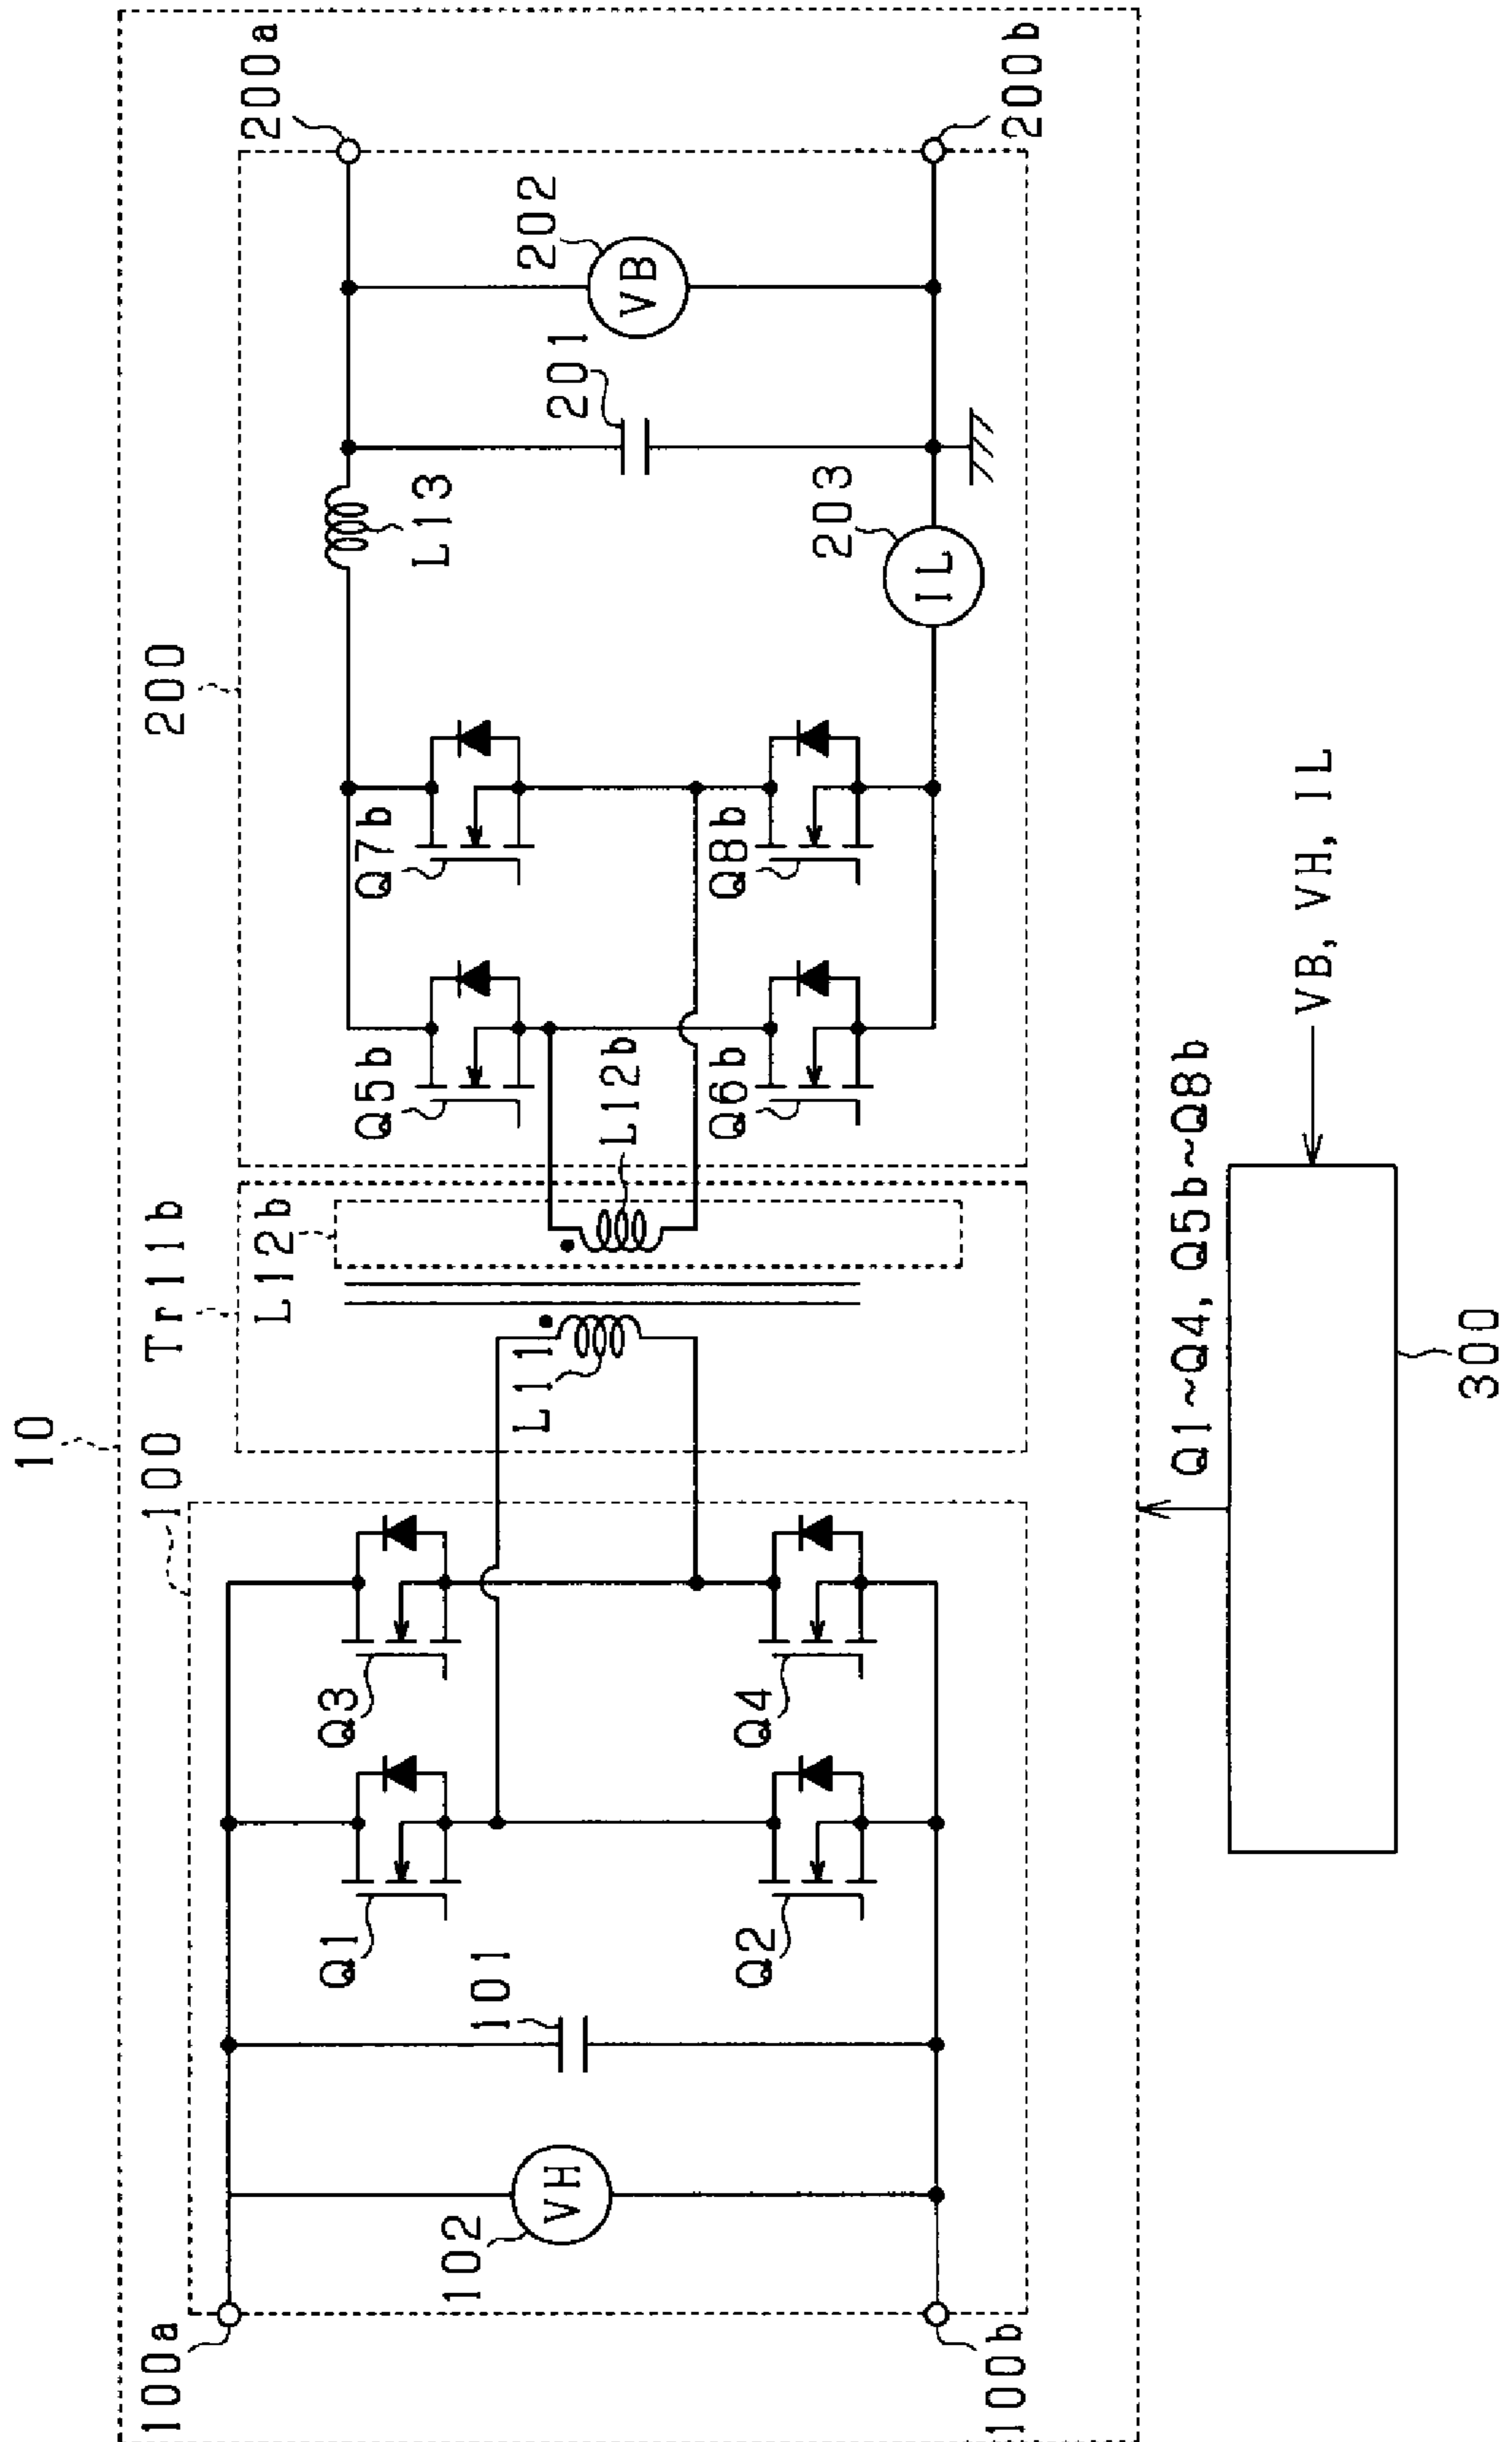 10
100
Tr11b
200
L12b
100a
100b
102
VH
101
Q1
Q2
Q3
Q4
L11
L12b
Q5b
Q6b
Q7b
Q8b
L13
201
202
VB
203
IL
200a
200b
Q1~Q4, Q5b~Q8b
VB, VH, IL
300